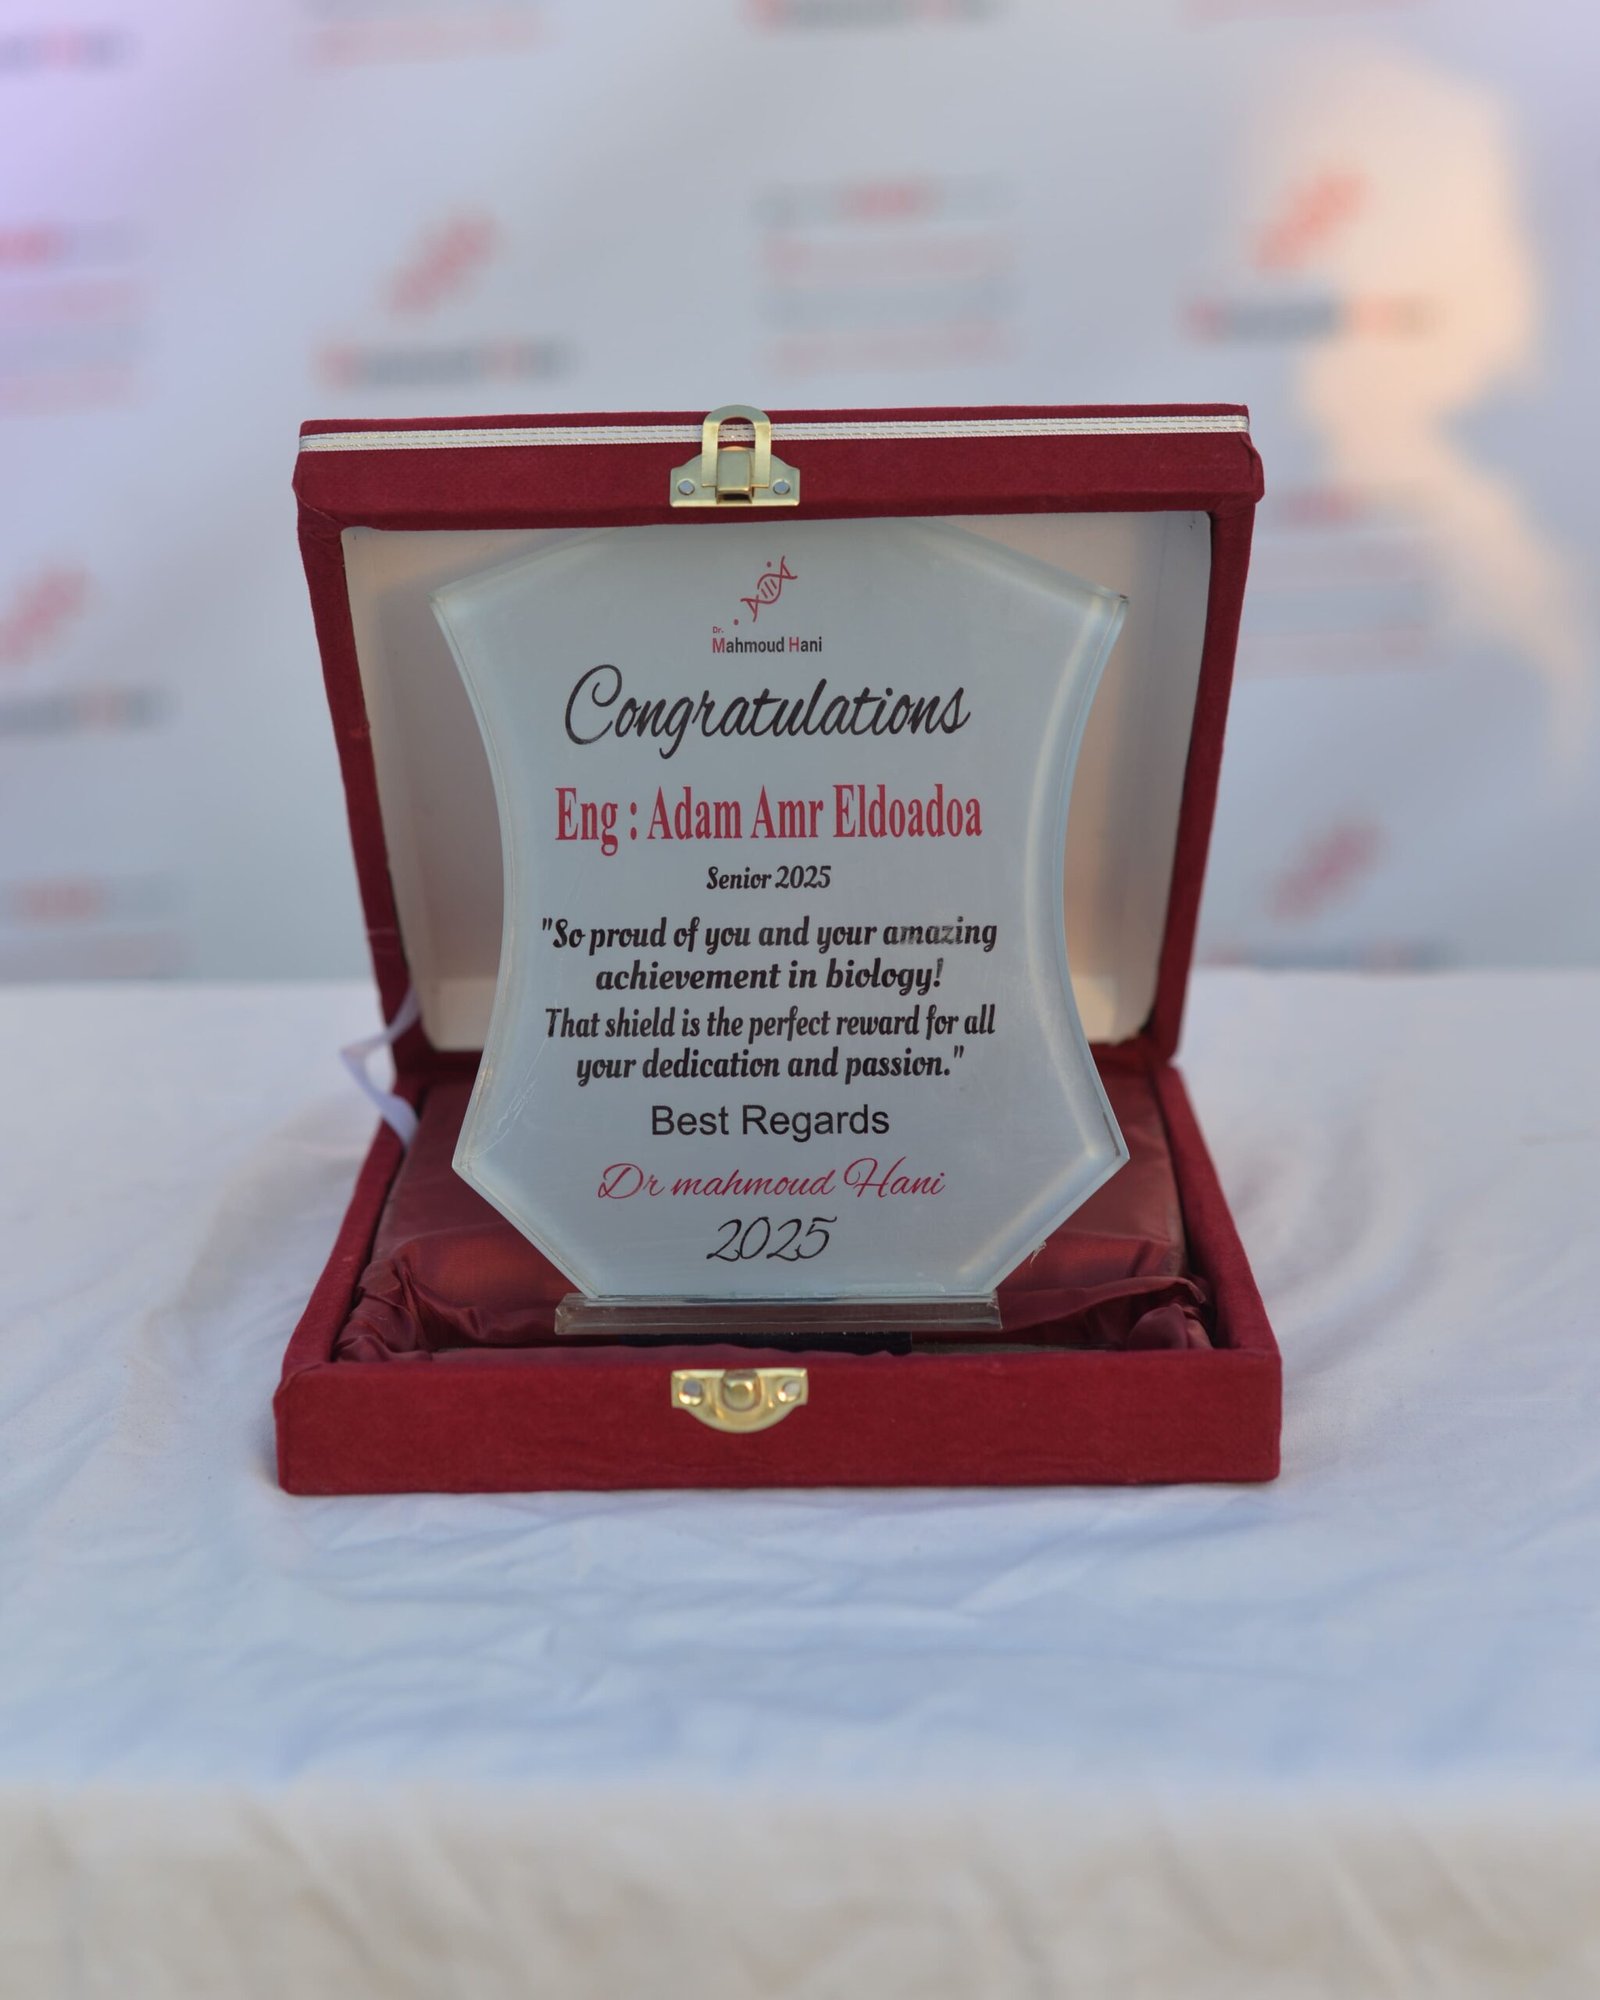 Dr.
Mahmoud Hani
Congratulations
Eng : Adam Amr Eldoadoa
Senior 2025
"So proud of you and your amazing
achievement in biology!
That shield is the perfect reward for all
your dedication and passion."
Best Regards
Dr mahmoud Hani
2025